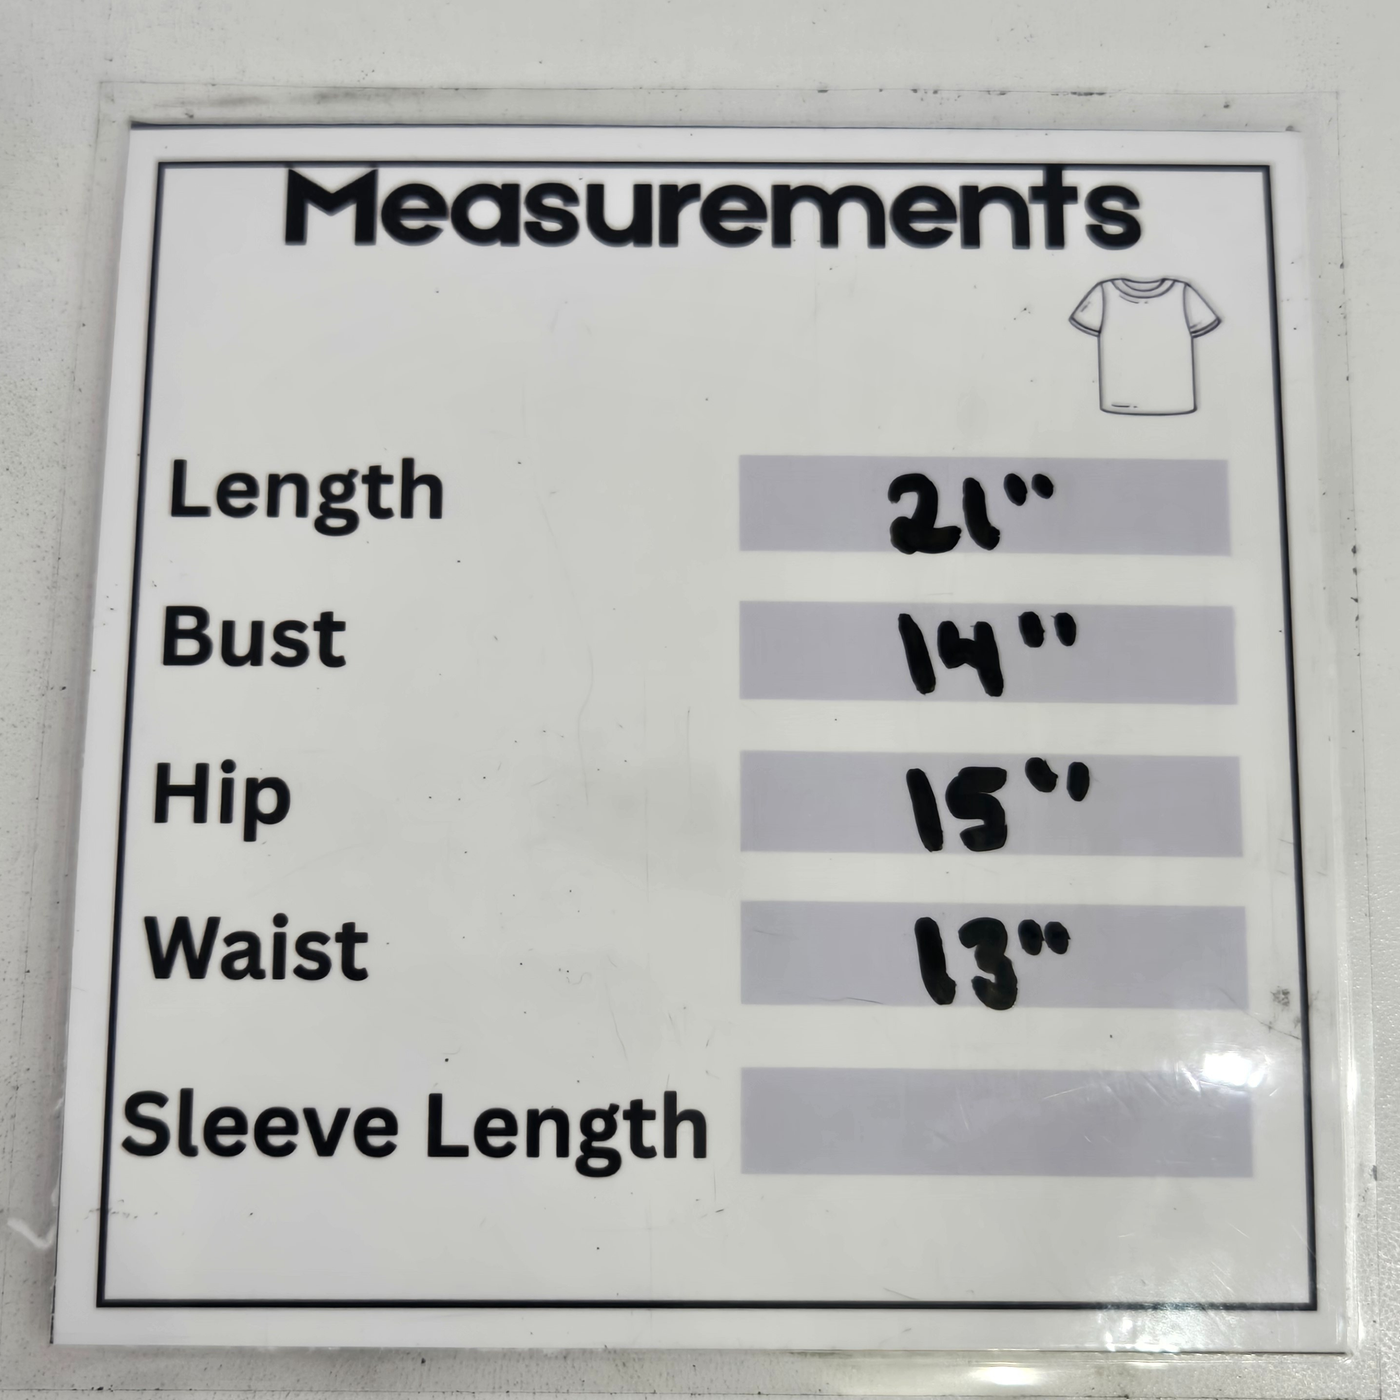 Measurements
Length 21"
Bust 14"
Hip 15"
Waist 13"
Sleeve Length